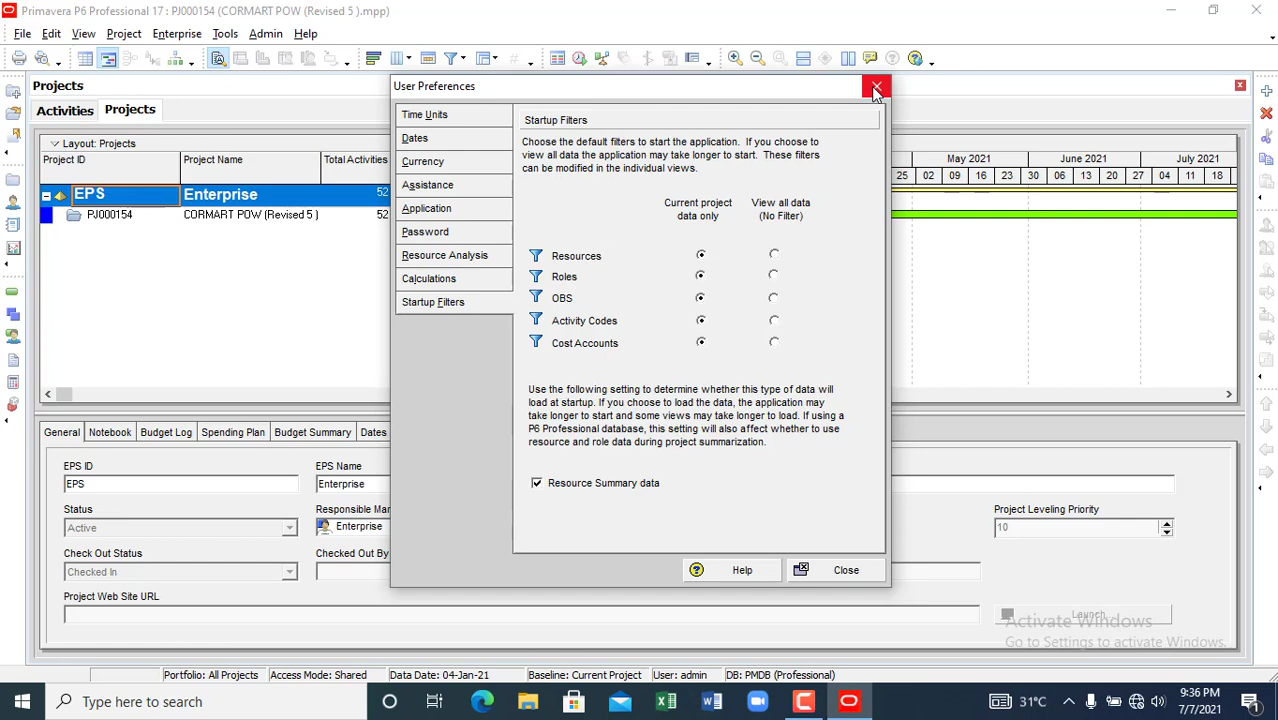 Primavera P6 Professional 17 : PJ000154 (CORMART POW (Revised 5 ).mpp)
File Edit View Project Enterprise Tools Admin Help
Projects
Activities Projects
Layout: Projects
Project ID Project Name Total Activities
May 2021 June 2021 July 2021
25 02 09 16 23 30 06 13 20 27 04 11 18
EPS Enterprise 52
PJ000154 CORMART POW (Revised 5 ) 52
User Preferences
Time Units
Dates
Currency
Assistance
Application
Password
Resource Analysis
Calculations
Startup Filters
Startup Filters
Choose the default filters to start the application. If you choose to
view all data the application may take longer to start. These filters
can be modified in the individual views.
Current project View all data
data only (No Filter)
Resources
Roles
OBS
Activity Codes
Cost Accounts
Use the following setting to determine whether this type of data will
load at startup. If you choose to load the data, the application may
take longer to start and some views may take longer to load. If using a
P6 Professional database, this setting will also affect whether to use
resource and role data during project summarization.
Resource Summary data
Help Close
General Notebook Budget Log Spending Plan Budget Summary Dates
EPS ID EPS Name
EPS Enterprise
Status Responsible Mar Project Leveling Priority
Active Enterprise 10
Check Out Status Checked Out By
Checked In
Project Web Site URL
Launch
Activate Windows
Go to Settings to activate Windows.
Portfolio: All Projects Access Mode: Shared Data Date: 04-Jan-21 Baseline: Current Project User: admin DB: PMDB (Professional)
Type here to search
31°C
9:36 PM
7/7/2021
1